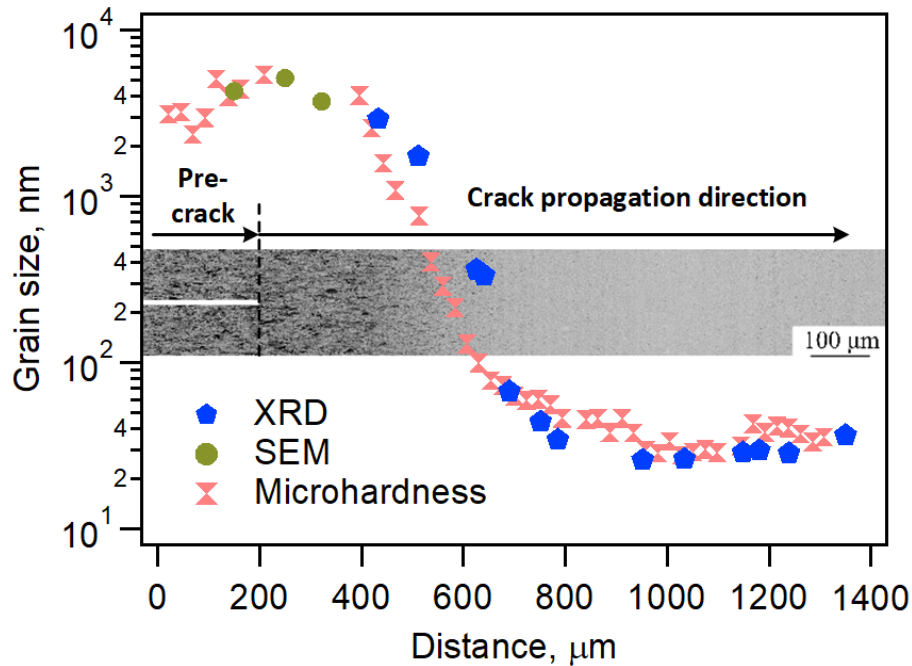 Grain size, nm
10⁴
4
2
10³
4
2
10²
4
2
10¹
Pre-
crack
Crack propagation direction
100 μm
XRD
SEM
Microhardness
0 200 400 600 800 1000 1200 1400
Distance, μm